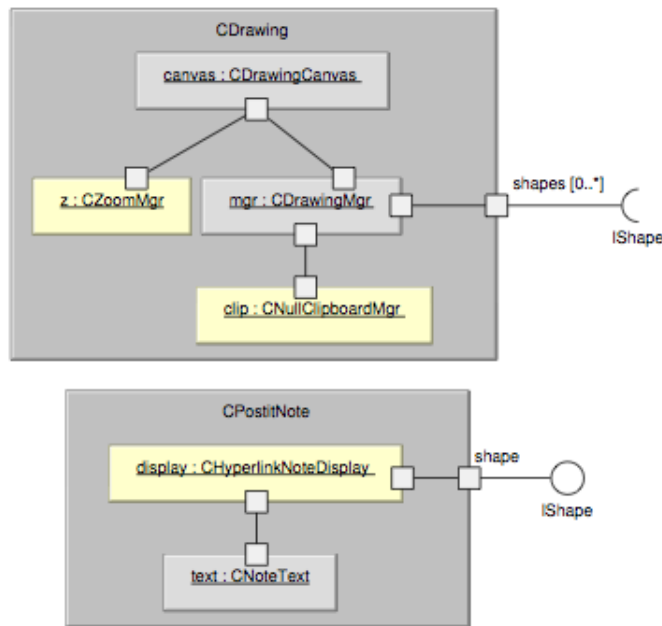 CDrawing
canvas : CDrawingCanvas
z : CZoomMgr
mgr : CDrawingMgr
shapes [0..*]
IShape
clip : CNullClipboardMgr
CPostitNote
display : CHyperlinkNoteDisplay
shape
IShape
text : CNoteText